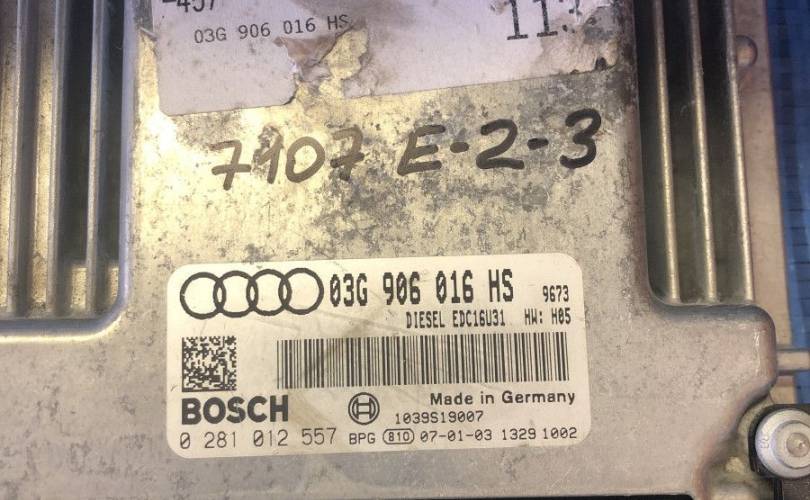 03G 906 016 HS
7107 E-2-3
03G 906 016 HS 9673
DIESEL EDC16U31 HW: H05
BOSCH Made in Germany
1039S19007
0 281 012 557 BPG 810 07-01-03 1329 1002